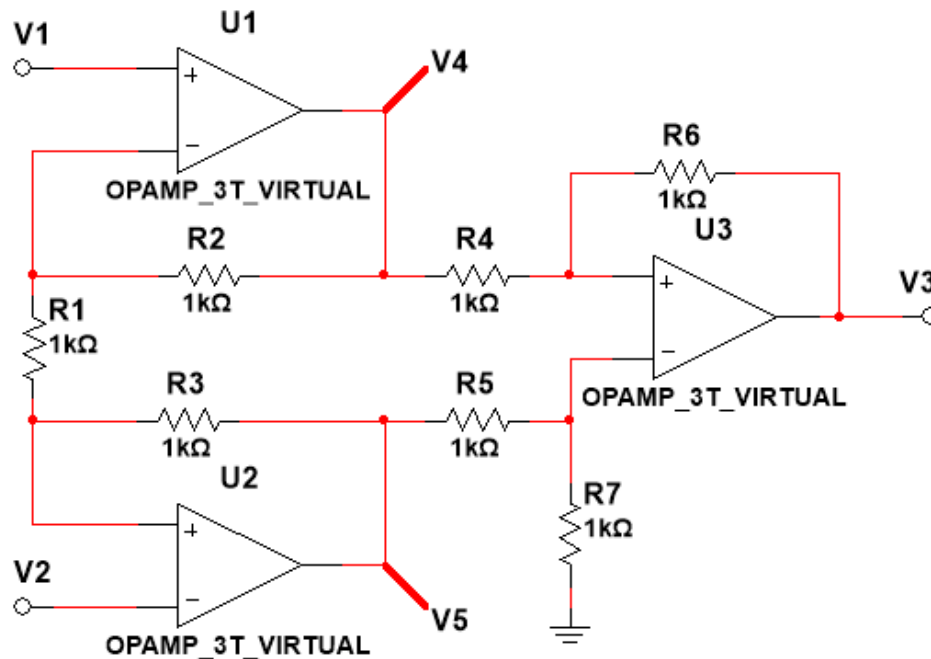 U1
V1
V4
+
−
OPAMP_3T_VIRTUAL
R6
1kΩ
U3
R2
1kΩ
R4
1kΩ
+
−
V3
OPAMP_3T_VIRTUAL
R1
1kΩ
R3
1kΩ
R5
1kΩ
U2
R7
1kΩ
+
−
V2
V5
OPAMP_3T_VIRTUAL